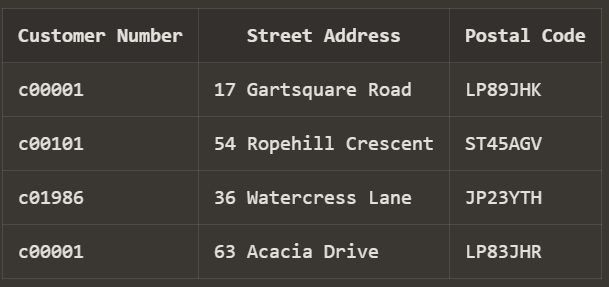 Customer Number Street Address Postal Code
c00001 17 Gartsquare Road LP89JHK
c00101 54 Ropehill Crescent ST45AGV
c01986 36 Watercress Lane JP23YTH
c00001 63 Acacia Drive LP83JHR